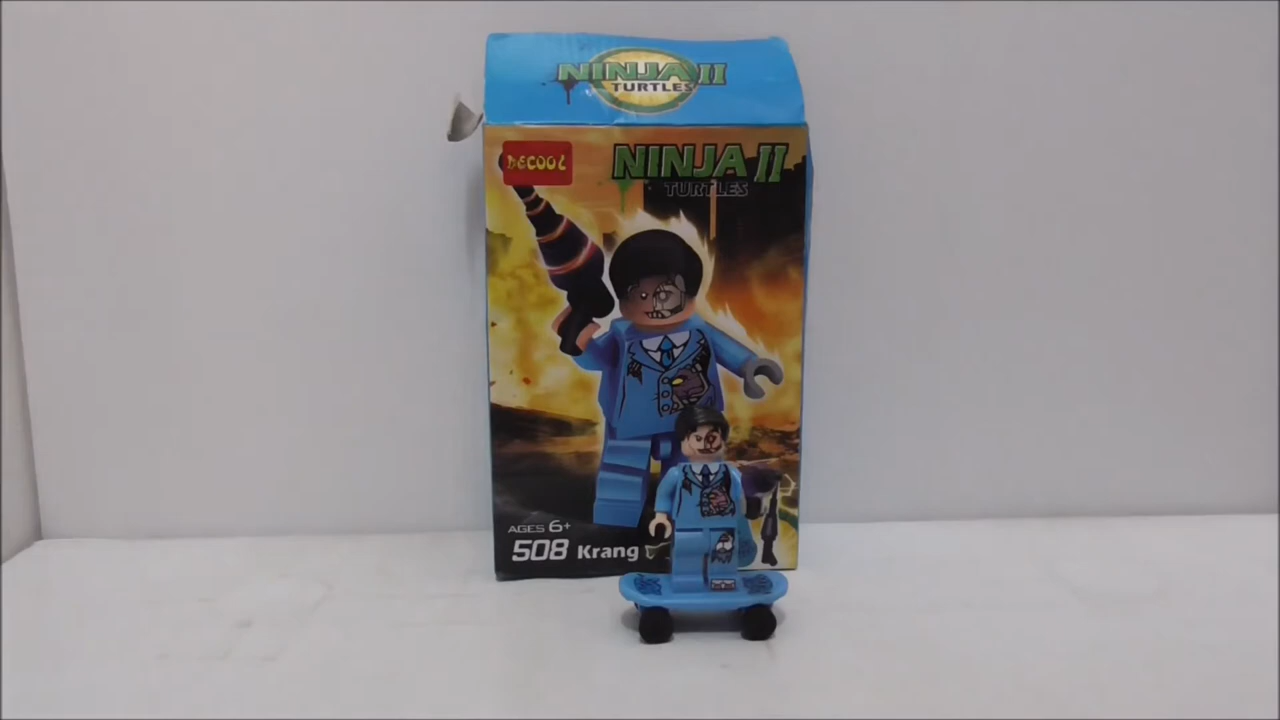 NINJA II
TURTLES
DECOOL
NINJA II
TURTLES
AGES 6+
508 Krang